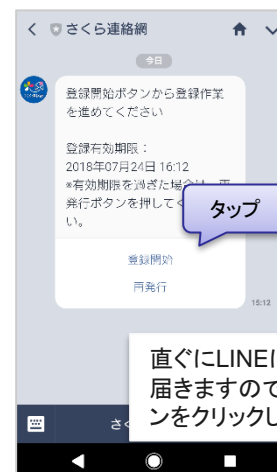 さくら連絡網
今日
登録開始ボタンから登録作業
を進めてください
登録有効期限：
2018年07月24日 16:12
※有効期限を過ぎた場合は、再
発行ボタンを押してく
い。
タップ
登録開始
再発行
15:12
直ぐにLINEに
届きますので
ンをクリックし
さく